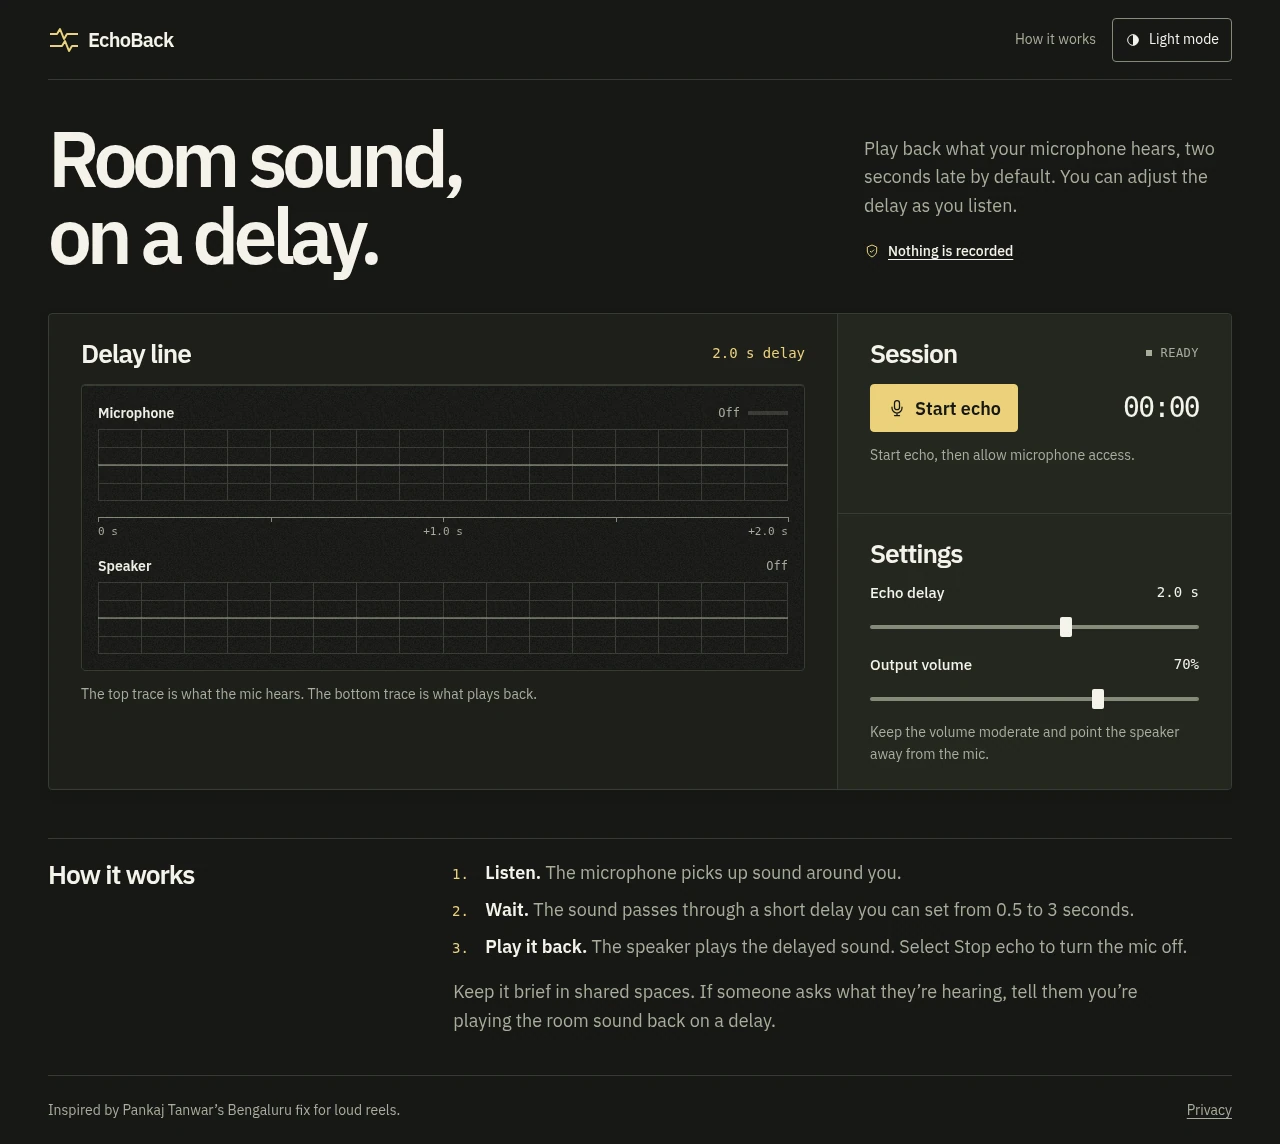 EchoBack
How it works
Light mode
Room sound,
on a delay.
Play back what your microphone hears, two
seconds late by default. You can adjust the
delay as you listen.
Nothing is recorded
Delay line
2.0 s delay
Microphone
Off
0 s
+1.0 s
+2.0 s
Speaker
Off
The top trace is what the mic hears. The bottom trace is what plays back.
Session
READY
Start echo
00:00
Start echo, then allow microphone access.
Settings
Echo delay
2.0 s
Output volume
70%
Keep the volume moderate and point the speaker
away from the mic.
How it works
1. Listen. The microphone picks up sound around you.
2. Wait. The sound passes through a short delay you can set from 0.5 to 3 seconds.
3. Play it back. The speaker plays the delayed sound. Select Stop echo to turn the mic off.
Keep it brief in shared spaces. If someone asks what they’re hearing, tell them you’re
playing the room sound back on a delay.
Inspired by Pankaj Tanwar’s Bengaluru fix for loud reels.
Privacy